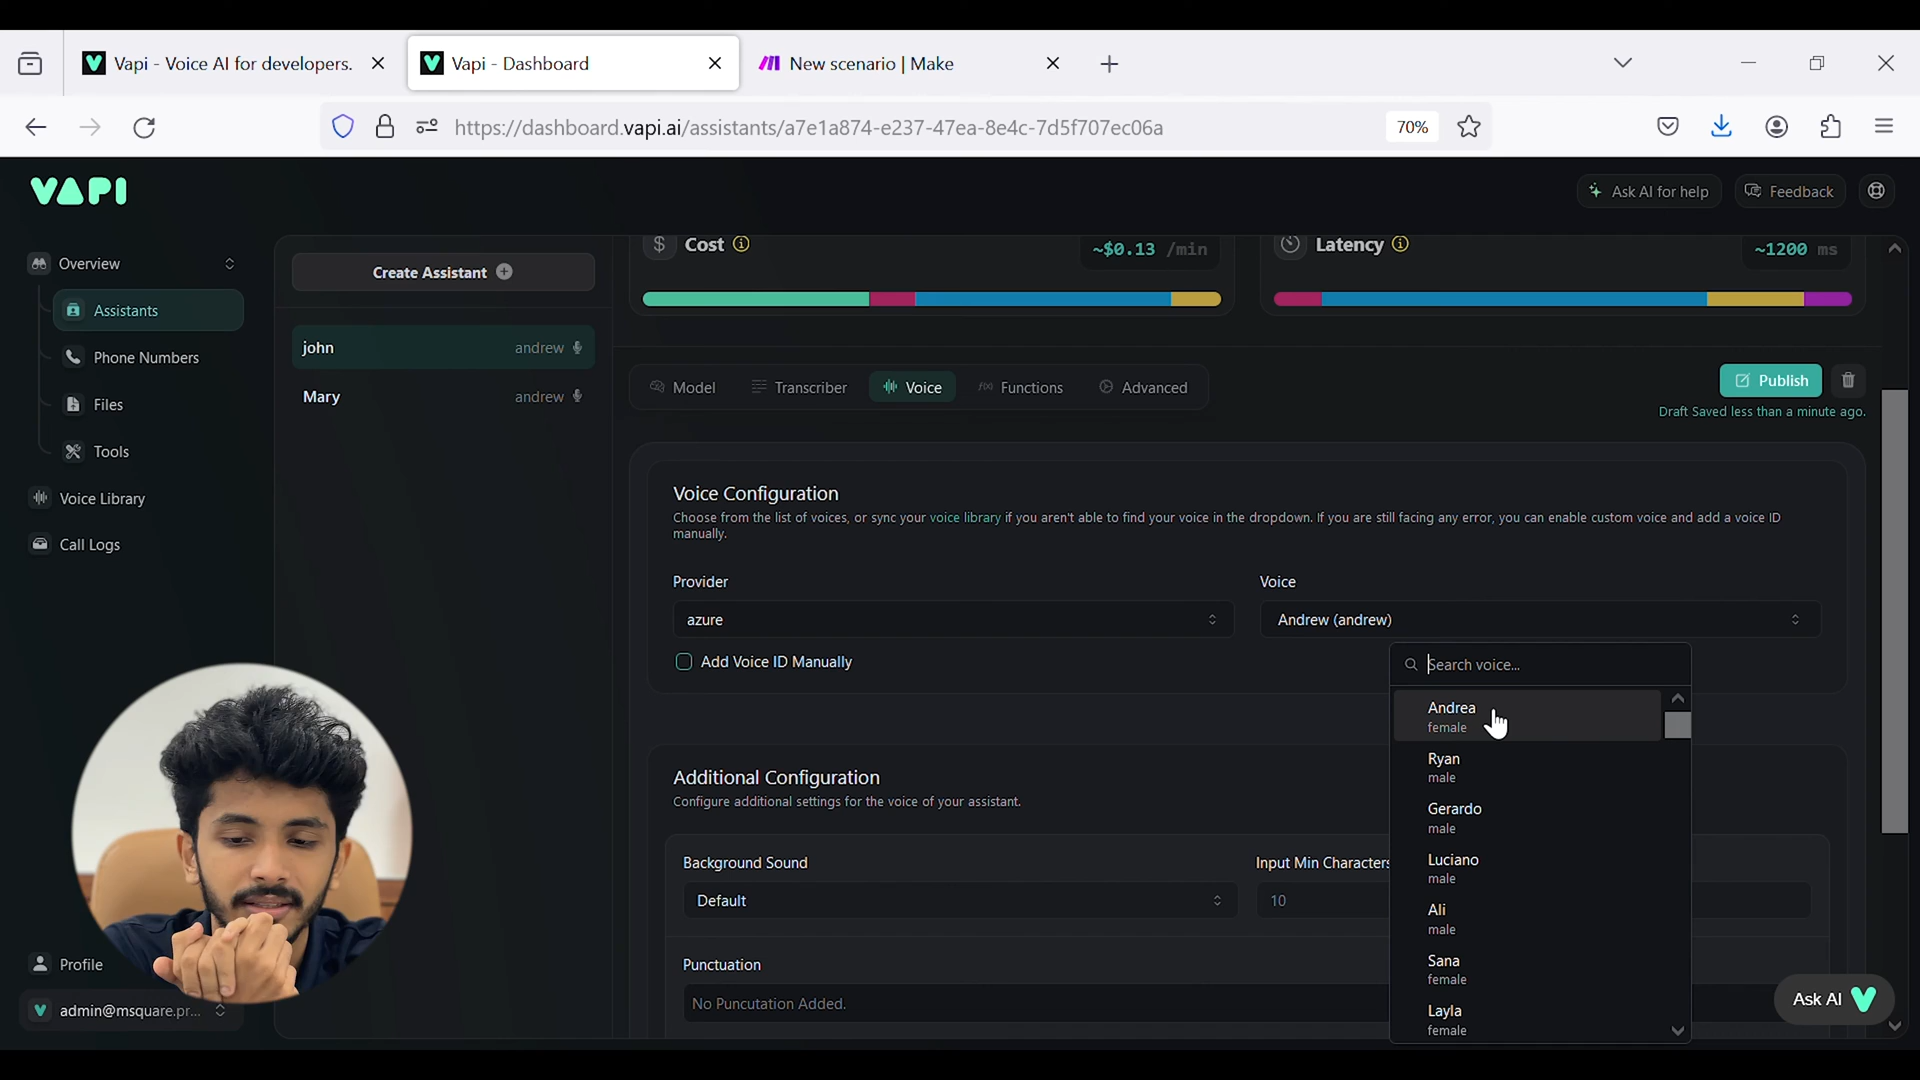 Vapi - Voice AI for developers.
Vapi - Dashboard
New scenario | Make
https://dashboard.vapi.ai/assistants/a7e1a874-e237-47ea-8e4c-7d5f707ec06a
70%
VAPI
Ask AI for help
Feedback
Overview
Assistants
Phone Numbers
Files
Tools
Voice Library
Call Logs
Profile
admin@msquare.pr...
Create Assistant
john andrew
Mary andrew
Cost
~$0.13 /min
Latency
~1200 ms
Model
Transcriber
Voice
Functions
Advanced
Publish
Draft Saved less than a minute ago.
Voice Configuration
Choose from the list of voices, or sync your voice library if you aren't able to find your voice in the dropdown. If you are still facing any error, you can enable custom voice and add a voice ID
manually.
Provider
azure
Voice
Andrew (andrew)
Add Voice ID Manually
Search voice...
Andrea
female
Ryan
male
Gerardo
male
Luciano
male
Ali
male
Sana
female
Layla
female
Additional Configuration
Configure additional settings for the voice of your assistant.
Background Sound
Default
Input Min Characters
10
Punctuation
No Puncutation Added.
Ask AI